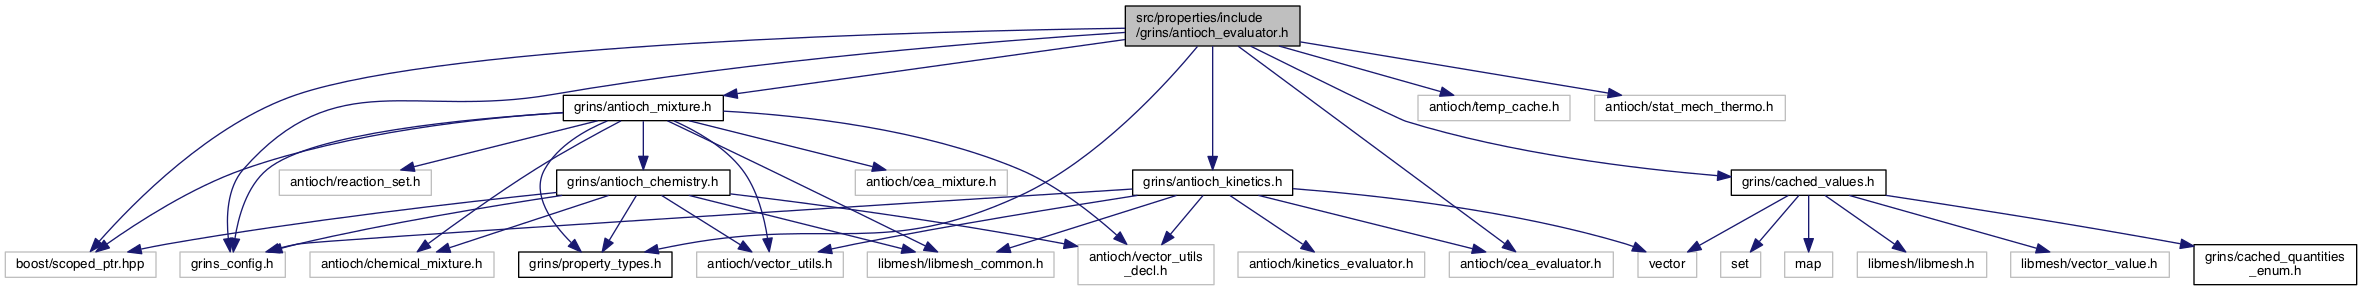 src/properties/include
/grins/antioch_evaluator.h
grins/antioch_mixture.h
antioch/temp_cache.h
antioch/stat_mech_thermo.h
antioch/reaction_set.h
grins/antioch_chemistry.h
antioch/cea_mixture.h
grins/antioch_kinetics.h
grins/cached_values.h
boost/scoped_ptr.hpp
grins_config.h
antioch/chemical_mixture.h
grins/property_types.h
antioch/vector_utils.h
libmesh/libmesh_common.h
antioch/vector_utils
_decl.h
antioch/kinetics_evaluator.h
antioch/cea_evaluator.h
vector
set
map
libmesh/libmesh.h
libmesh/vector_value.h
grins/cached_quantities
_enum.h